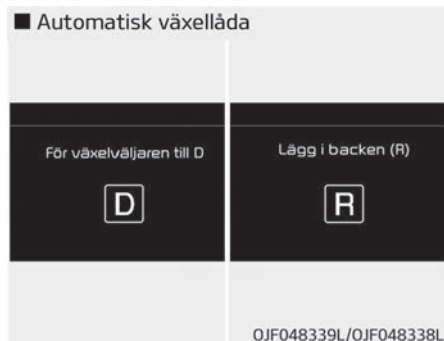 ■ Automatisk växellåda
För växelväljaren till D
D
Lägg i backen (R)
R
OJF048339L/OJF048338L